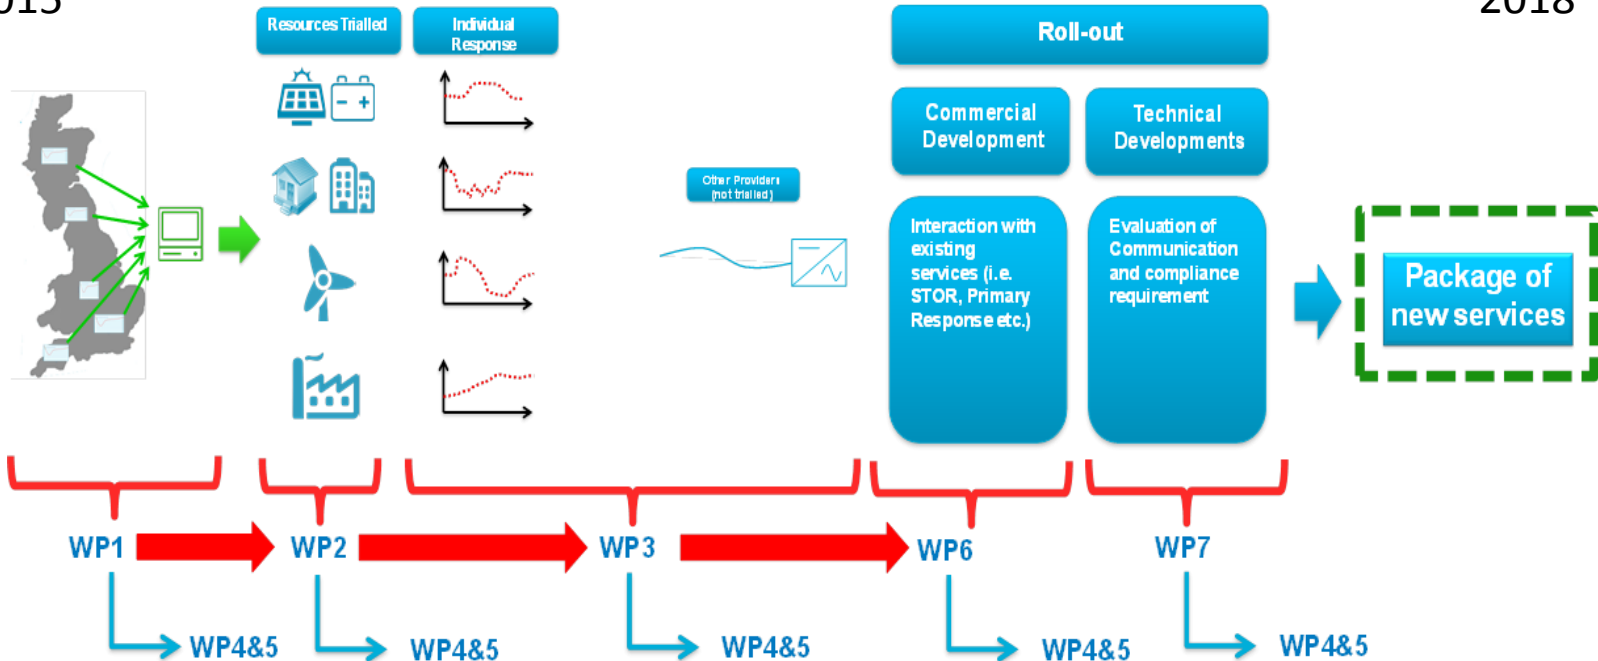 2018
Resources Trialled
Individual
Response
Roll-out
Commercial
Development
Technical
Developments
Other Providers
(not trialled)
Interaction with
existing
services (i.e.
STOR, Primary
Response etc.)
Evaluation of
Communication
and compliance
requirement
Package of
new services
WP1
WP2
WP3
WP6
WP7
WP4&5
WP4&5
WP4&5
WP4&5
WP4&5